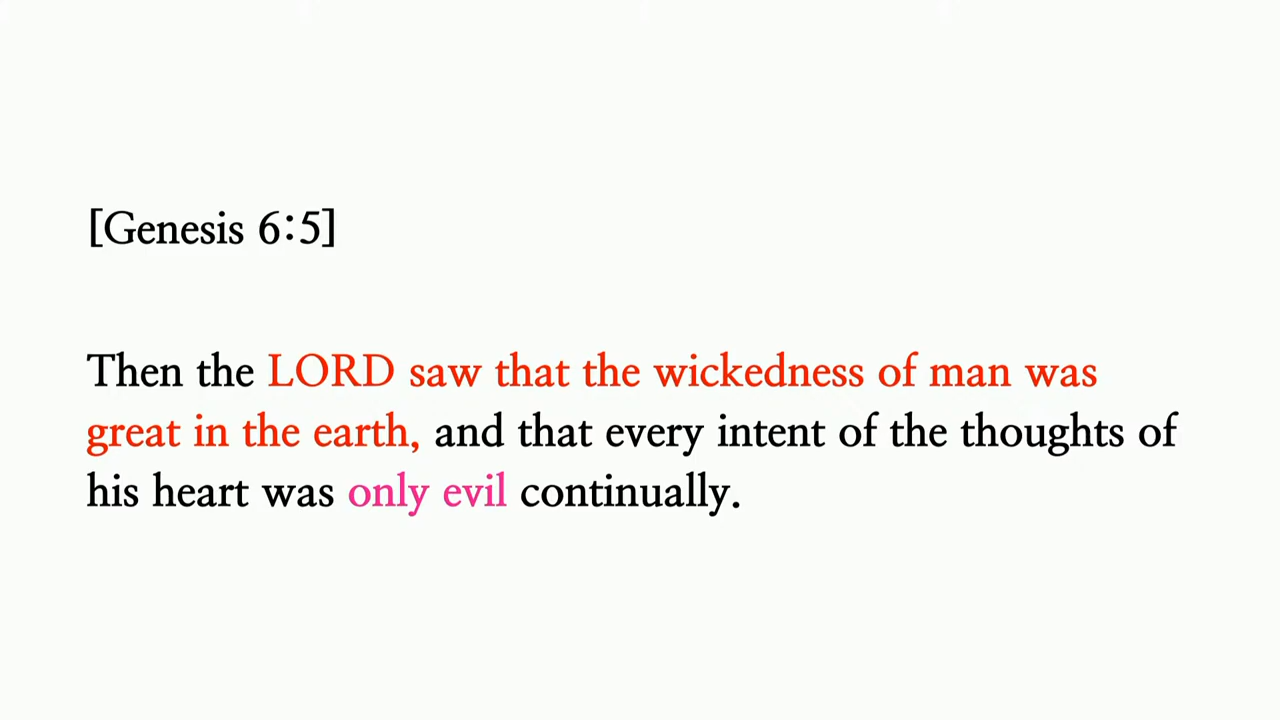 [Genesis 6:5]
Then the LORD saw that the wickedness of man was
great in the earth, and that every intent of the thoughts of
his heart was only evil continually.